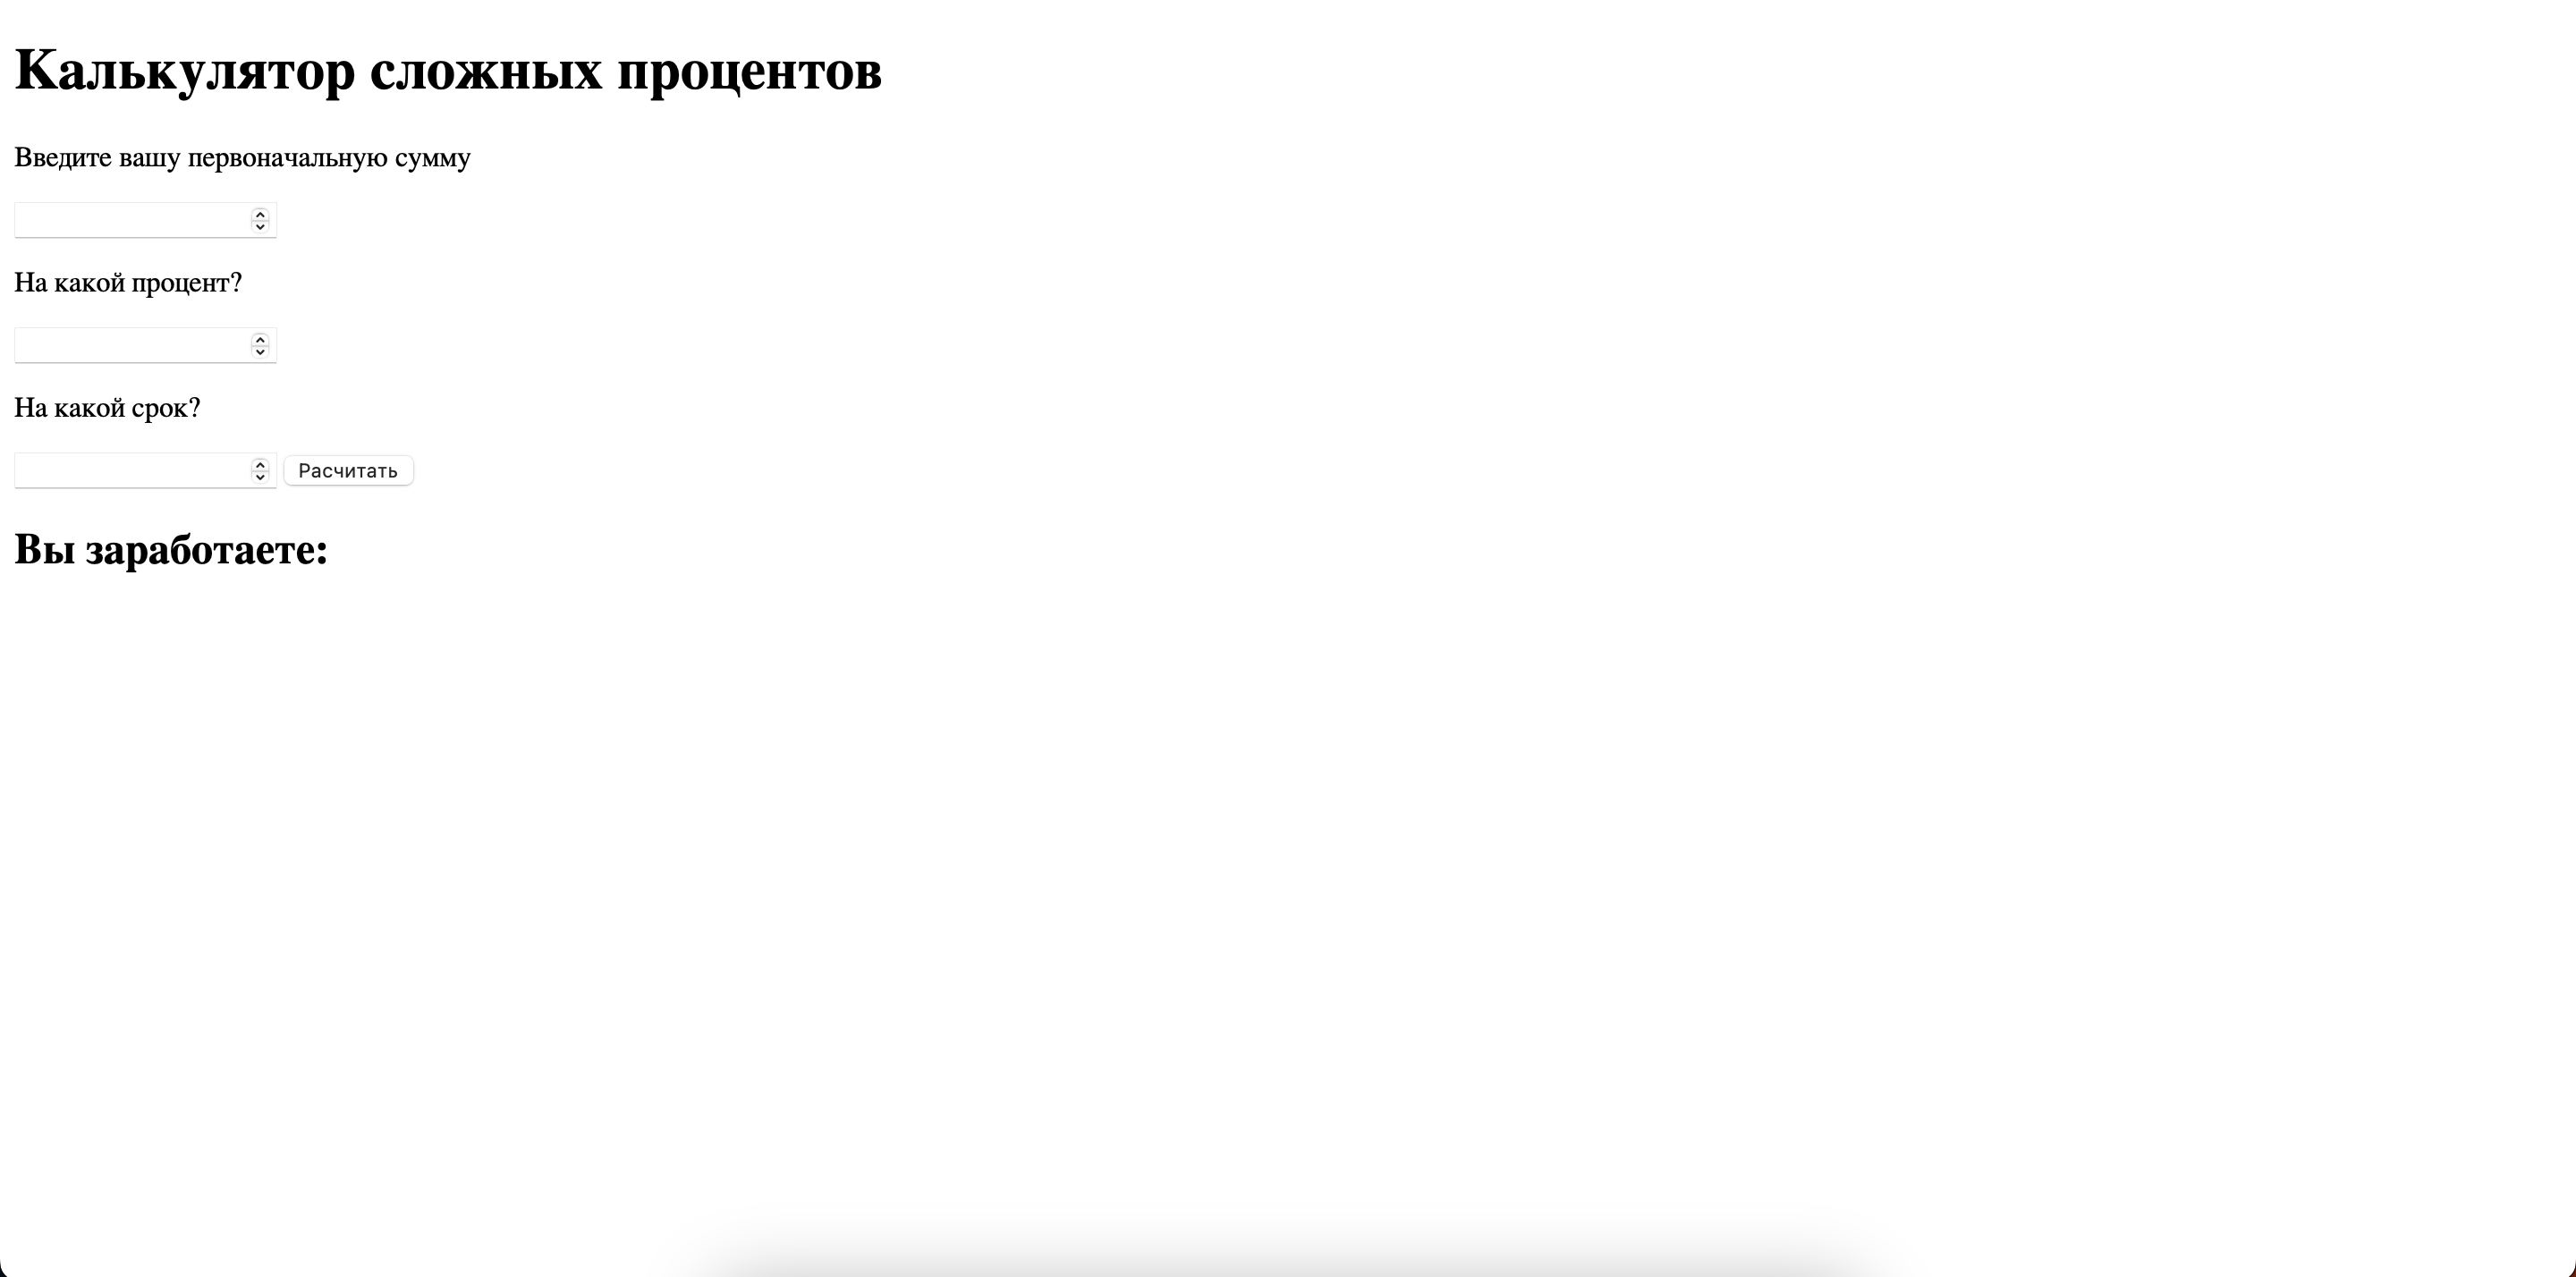 Калькулятор сложных процентов
Введите вашу первоначальную сумму
На какой процент?
На какой срок?
Расчитать
Вы заработаете: